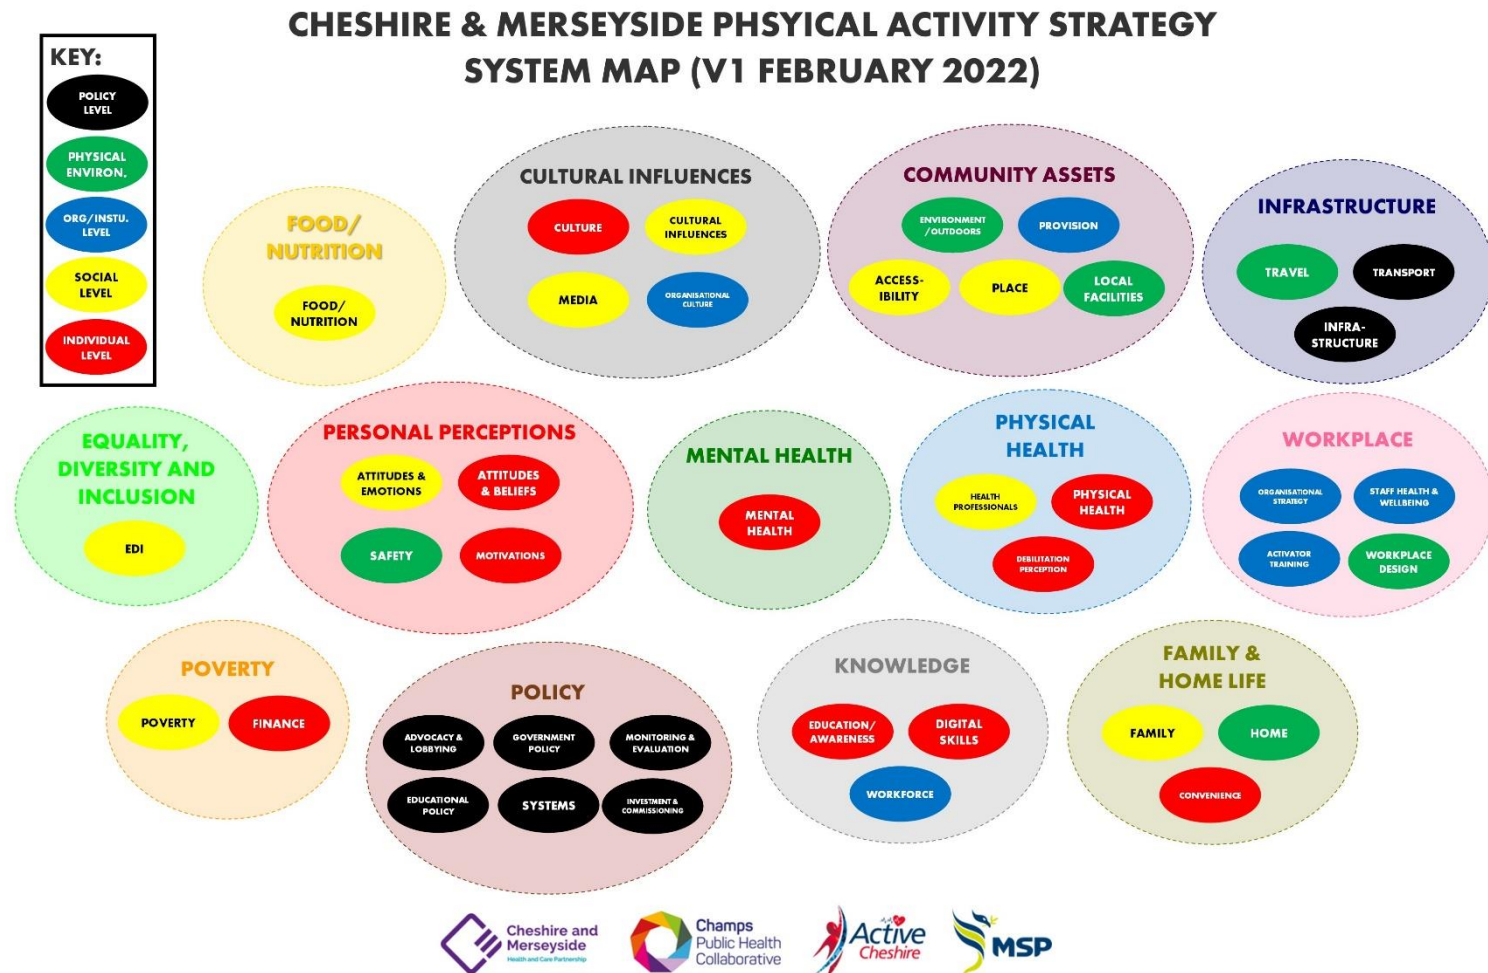 CHESHIRE & MERSEYSIDE PHSYICAL ACTIVITY STRATEGY
SYSTEM MAP (V1 FEBRUARY 2022)
KEY:
POLICY
LEVEL
PHYSICAL
ENVIRON.
ORG/INSTU.
LEVEL
SOCIAL
LEVEL
INDIVIDUAL
LEVEL
FOOD/
NUTRITION
FOOD/
NUTRITION
CULTURAL INFLUENCES
CULTURE
CULTURAL
INFLUENCES
MEDIA
ORGANISATIONAL
CULTURE
COMMUNITY ASSETS
ENVIRONMENT
/OUTDOORS
PROVISION
ACCESS-
IBILITY
PLACE
LOCAL
FACILITIES
INFRASTRUCTURE
TRAVEL
TRANSPORT
INFRA-
STRUCTURE
EQUALITY,
DIVERSITY AND
INCLUSION
EDI
PERSONAL PERCEPTIONS
ATTITUDES &
EMOTIONS
ATTITUDES
& BELIEFS
SAFETY
MOTIVATIONS
MENTAL HEALTH
MENTAL
HEALTH
PHYSICAL
HEALTH
HEALTH
PROFESSIONALS
PHYSICAL
HEALTH
DEBILITATION
PERCEPTION
WORKPLACE
ORGANISATIONAL
STRATEGY
STAFF HEALTH &
WELLBEING
ACTIVATOR
TRAINING
WORKPLACE
DESIGN
POVERTY
POVERTY
FINANCE
POLICY
ADVOCACY &
LOBBYING
GOVERNMENT
POLICY
MONITORING &
EVALUATION
EDUCATIONAL
POLICY
SYSTEMS
INVESTMENT &
COMMISSIONING
KNOWLEDGE
EDUCATION/
AWARENESS
DIGITAL
SKILLS
WORKFORCE
FAMILY &
HOME LIFE
FAMILY
HOME
CONVENIENCE
Cheshire and
Merseyside
Health and Care Partnership
Champs
Public Health
Collaborative
Active
Cheshire
MSP